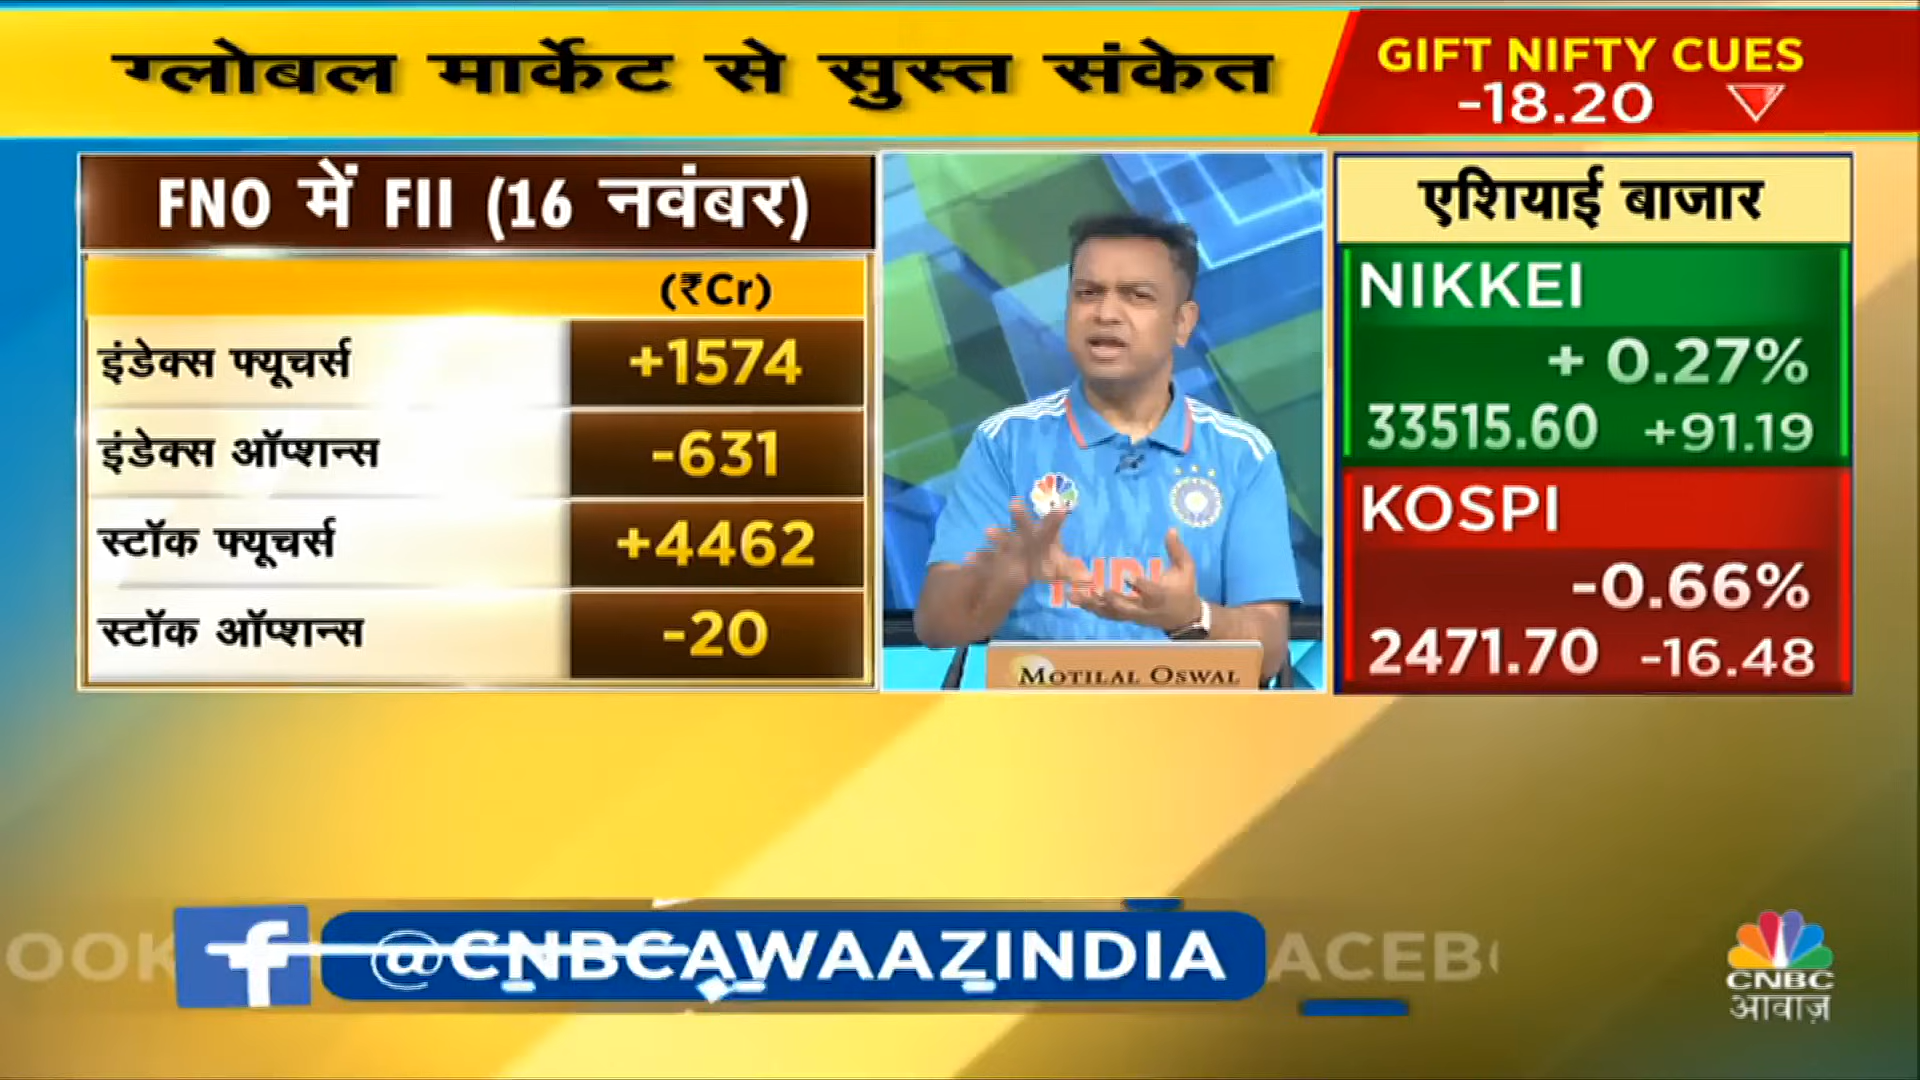 ग्लोबल मार्केट से सुस्त संकेत
GIFT NIFTY CUES
-18.20
FNO में FII (16 नवंबर)
(₹Cr)
इंडेक्स फ्यूचर्स +1574
इंडेक्स ऑप्शन्स -631
स्टॉक फ्यूचर्स +4462
स्टॉक ऑप्शन्स -20
MOTILAL OSWAL
एशियाई बाजार
NIKKEI
+ 0.27%
33515.60 +91.19
KOSPI
-0.66%
2471.70 -16.48
@CNBCAWAAZINDIA
CNBC
आवाज़